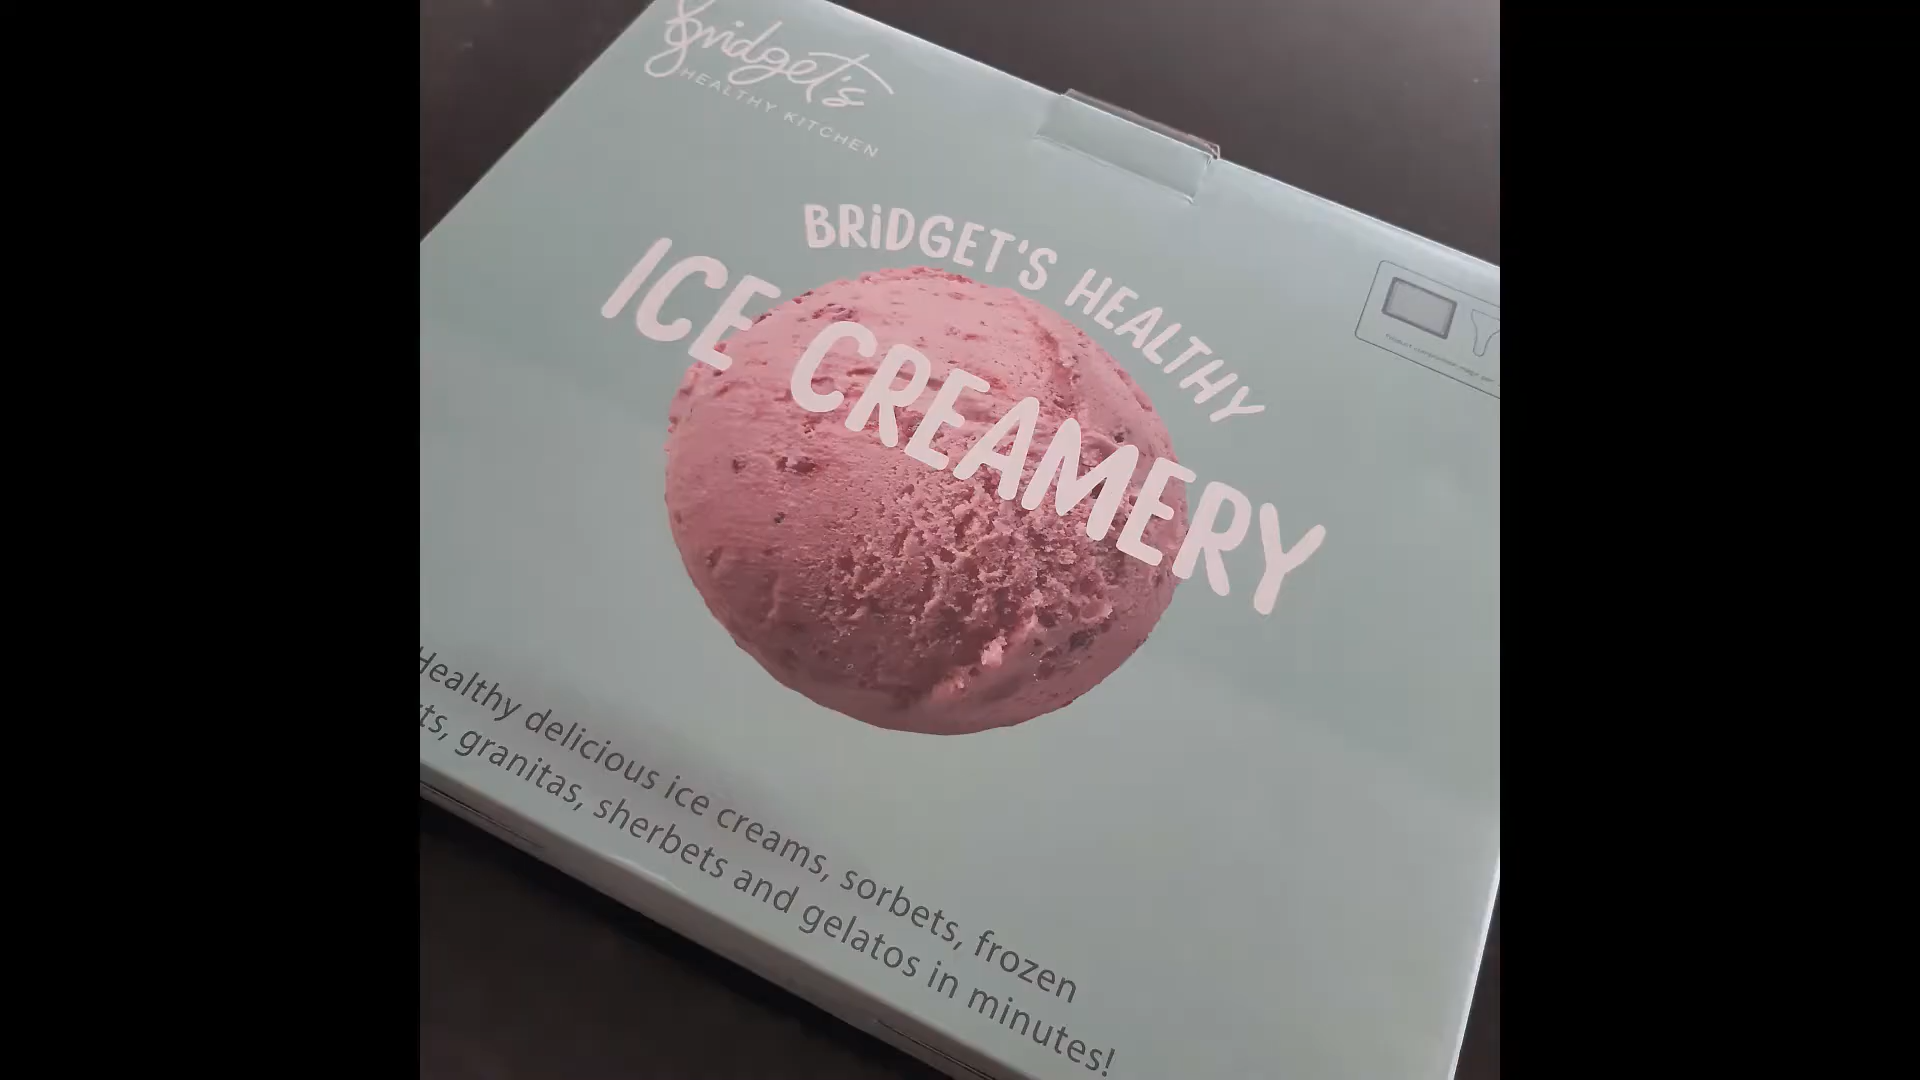 Bridget's
HEALTHY KITCHEN
BRiDGET'S HEALTHY
ICE CREAMERY
Healthy delicious ice creams, sorbets, frozen
granitas, sherbets and gelatos in minutes!